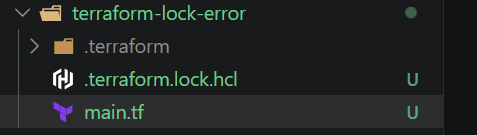 terraform-lock-error
.terraform
.terraform.lock.hcl U
main.tf U